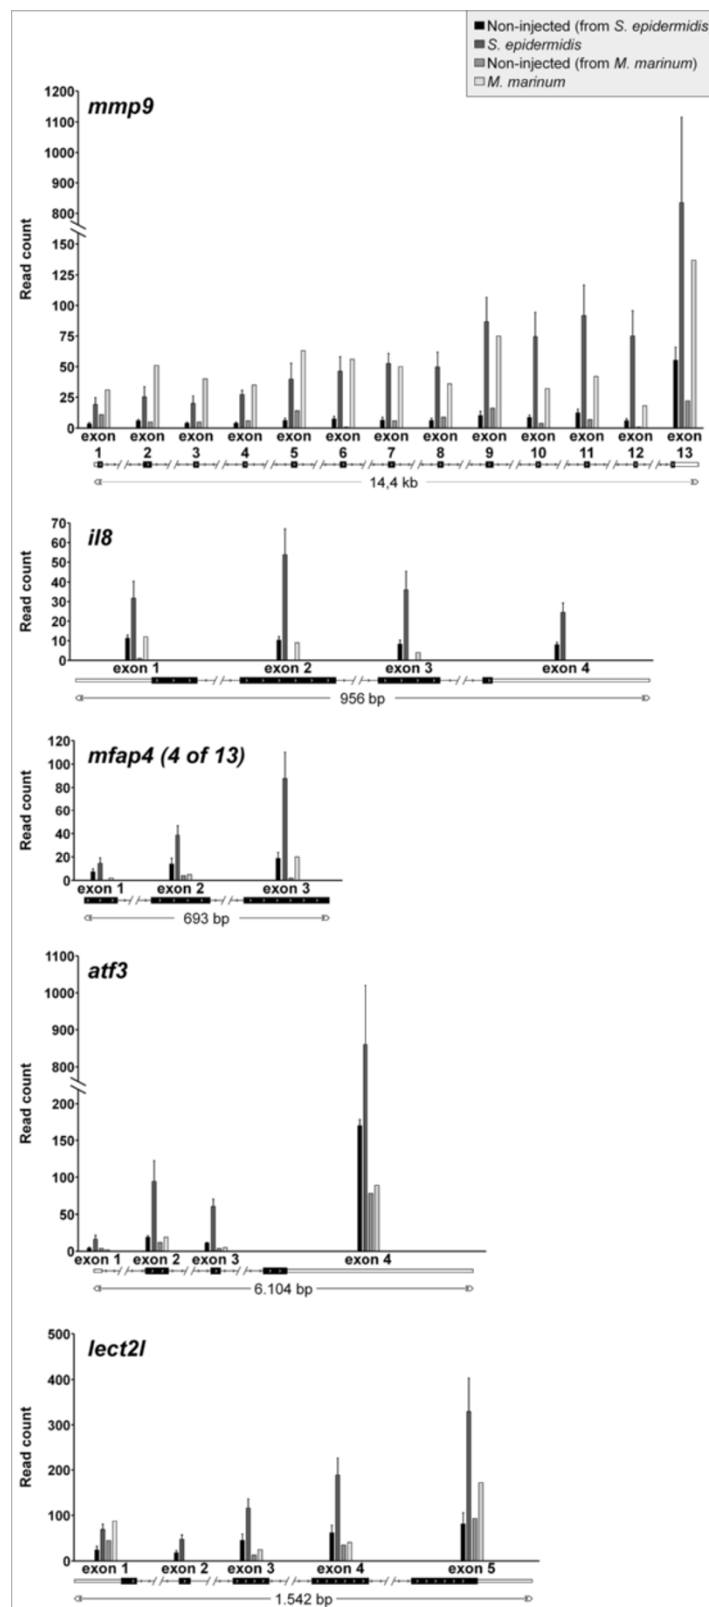 Non-injected (from S. epidermidis
S. epidermidis
Non-injected (from M. marinum)
M. marinum
mmp9
Read count
1200
1100
1000
900
800
150
125
100
75
50
25
0
exon exon exon exon exon exon exon exon exon exon exon exon exon
1 2 3 4 5 6 7 8 9 10 11 12 13
14,4 kb
il8
Read count
70
60
50
40
30
20
10
0
exon 1 exon 2 exon 3 exon 4
956 bp
mfap4 (4 of 13)
Read count
120
100
80
60
40
20
0
exon 1 exon 2 exon 3
693 bp
atf3
Read count
1100
1000
900
800
200
150
100
50
0
exon 1 exon 2 exon 3 exon 4
6.104 bp
lect2l
Read count
500
400
300
200
100
0
exon 1 exon 2 exon 3 exon 4 exon 5
1.542 bp